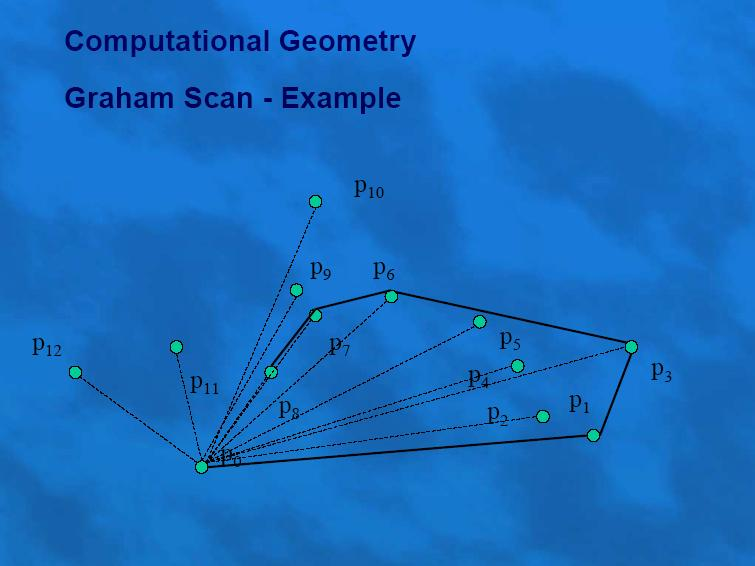 Computational Geometry
Graham Scan - Example
p10
p9
p6
p12
p7
p5
p11
p4
p3
p8
p2
p1
p0